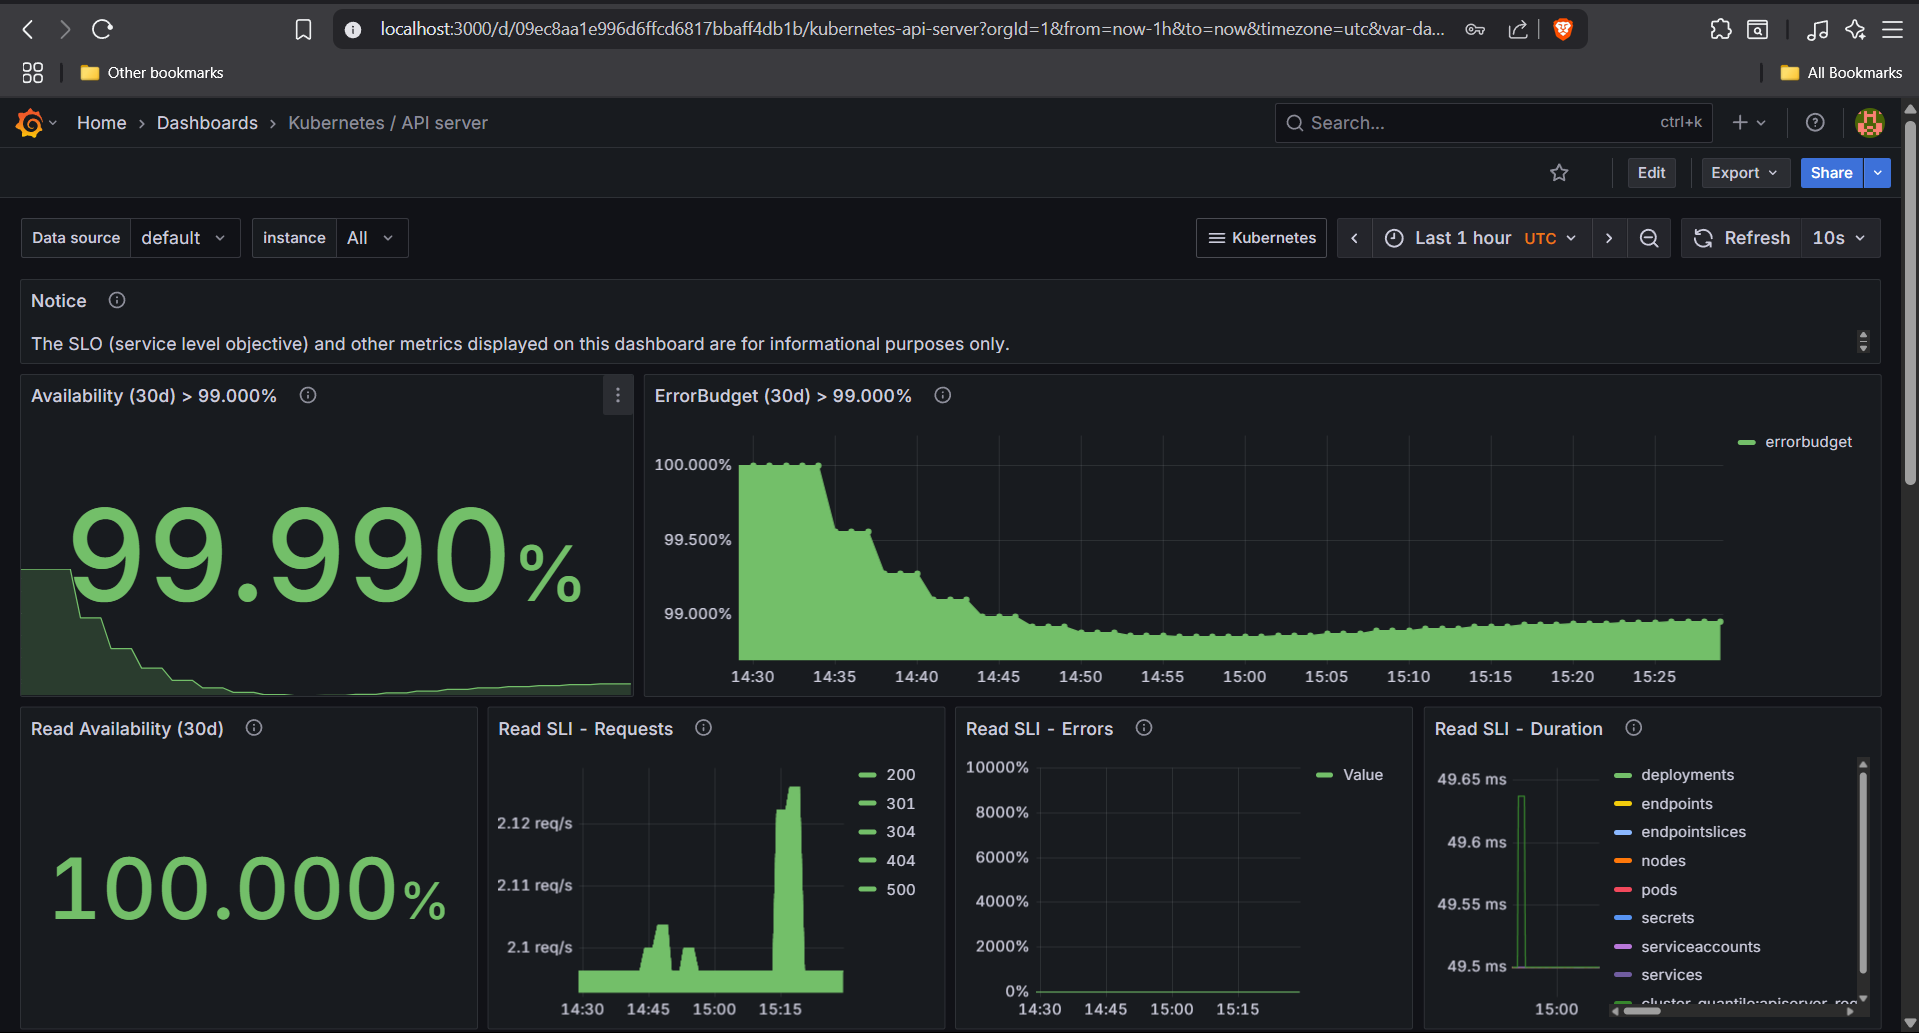 localhost:3000/d/09ec8aa1e996d6ffcd6817bbaff4db1b/kubernetes-api-server?orgId=1&from=now-1h&to=now&timezone=utc&var-da...
Other bookmarks
All Bookmarks
Home › Dashboards › Kubernetes / API server
Search...
ctrl+k
Edit
Export
Share
Data source
default
instance
All
Kubernetes
Last 1 hour UTC
Refresh
10s
Notice
The SLO (service level objective) and other metrics displayed on this dashboard are for informational purposes only.
Availability (30d) > 99.000%
99.990%
ErrorBudget (30d) > 99.000%
errorbudget
100.000%
99.500%
99.000%
14:30 14:35 14:40 14:45 14:50 14:55 15:00 15:05 15:10 15:15 15:20 15:25
Read Availability (30d)
100.000%
Read SLI - Requests
2.12 req/s
2.11 req/s
2.1 req/s
14:30 14:45 15:00 15:15
200
301
304
404
500
Read SLI - Errors
10000%
8000%
6000%
4000%
2000%
0%
14:30 14:45 15:00 15:15
Value
Read SLI - Duration
49.65 ms
49.6 ms
49.55 ms
49.5 ms
15:00
deployments
endpoints
endpointslices
nodes
pods
secrets
serviceaccounts
services